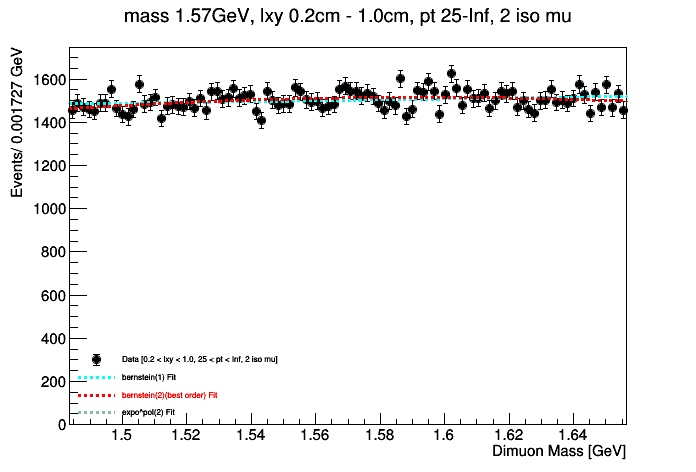 mass 1.57GeV, lxy 0.2cm - 1.0cm, pt 25-Inf, 2 iso mu
Events/ 0.001727 GeV
1600
1400
1200
1000
800
600
400
200
0
Data [0.2 < lxy < 1.0, 25 < pt < Inf, 2 iso mu]
bernstein(1) Fit
bernstein(2)(best order) Fit
expo^pol(2) Fit
1.5 1.52 1.54 1.56 1.58 1.6 1.62 1.64
Dimuon Mass [GeV]